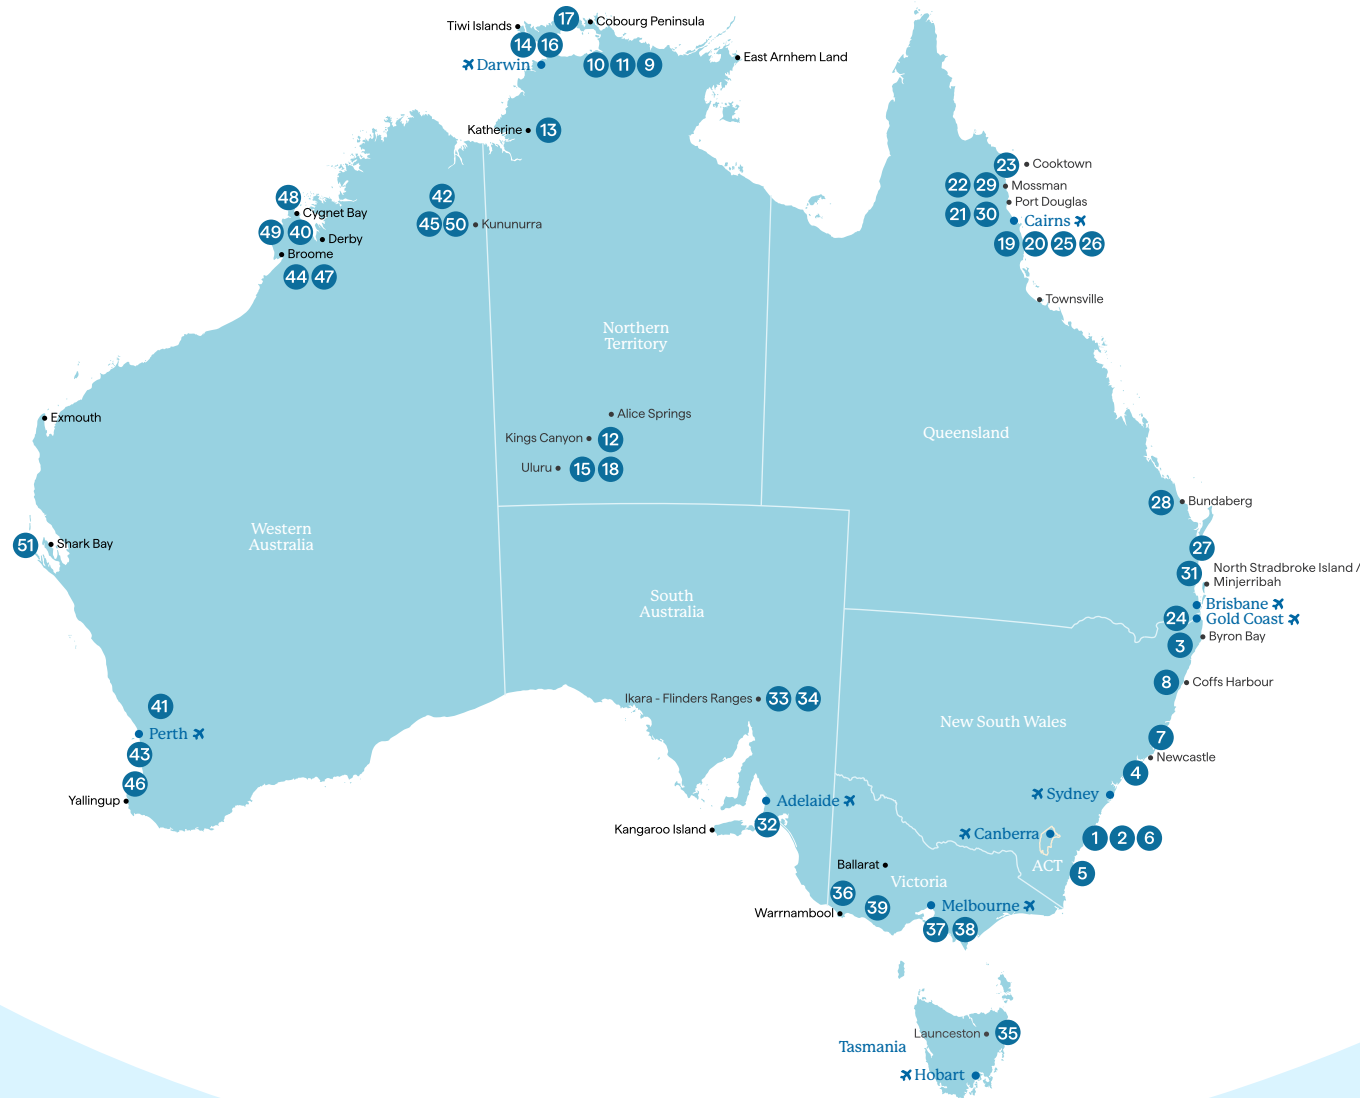 17 Cobourg Peninsula
Tiwi Islands
14 16
Darwin
10 11 9
East Arnhem Land
Katherine 13
23 Cooktown
22 29 Mossman
Port Douglas
21 30
Cairns
19 20 25 26
Townsville
48
Cygnet Bay
49 40
Derby
Broome
44 47
42
45 50 Kununurra
Northern
Territory
Alice Springs
Kings Canyon 12
Uluru 15 18
Queensland
Exmouth
28 Bundaberg
27
31 North Stradbroke Island /
Minjerribah
Brisbane
24 Gold Coast
Byron Bay
3
8 Coffs Harbour
Western
Australia
51 Shark Bay
South
Australia
41
Perth
43
46
Yallingup
Ikara - Flinders Ranges 33 34
New South Wales
7
Newcastle
4
Sydney
Adelaide
32
Kangaroo Island
Canberra
1 2 6
ACT
5
Ballarat
Victoria
36
39
Warrnambool
Melbourne
37 38
Launceston 35
Tasmania
Hobart